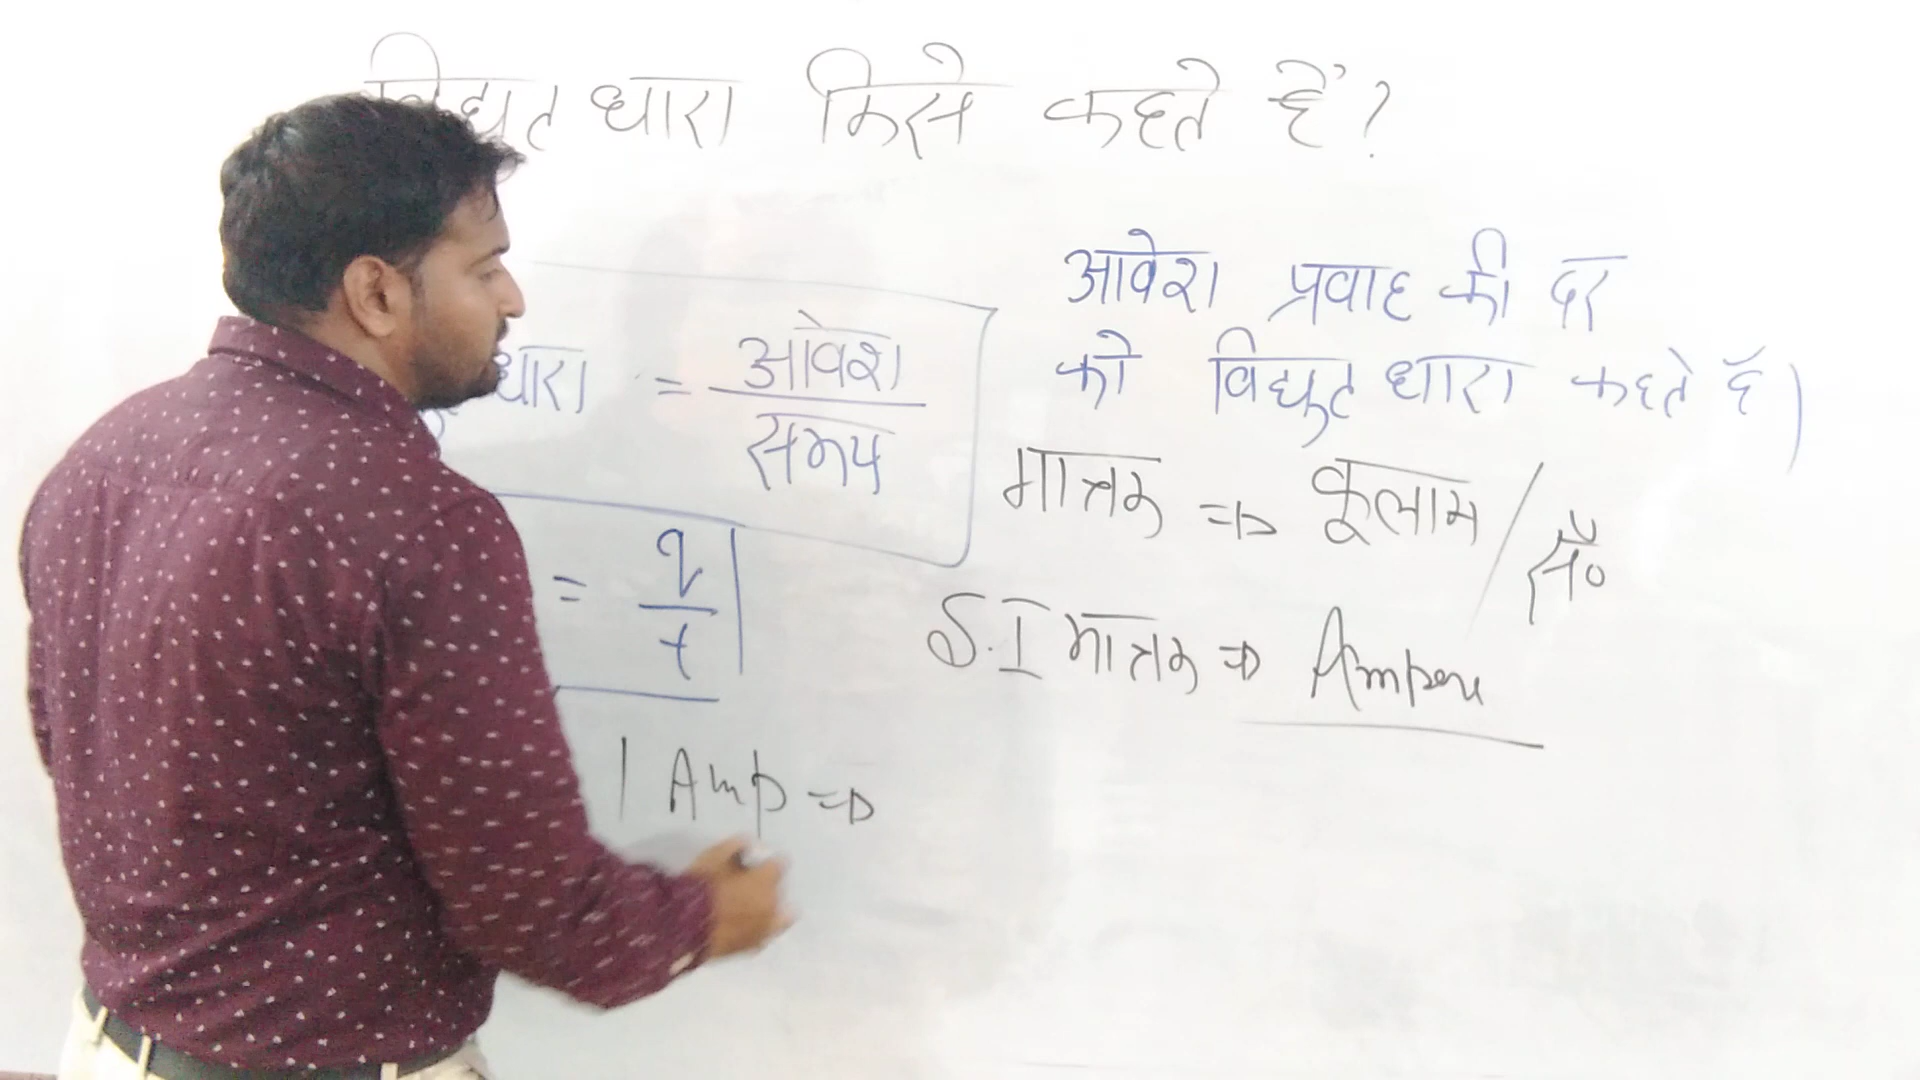 विद्युत धारा किसे कहते हैं?
आवेश प्रवाह की दर
को विद्युत धारा कहते हैं।
धारा = आवेश / समय
मात्रक ⇒ कूलाम / सें०
= q / t
S.I मात्रक ⇒ Ampere
1 Amp ⇒